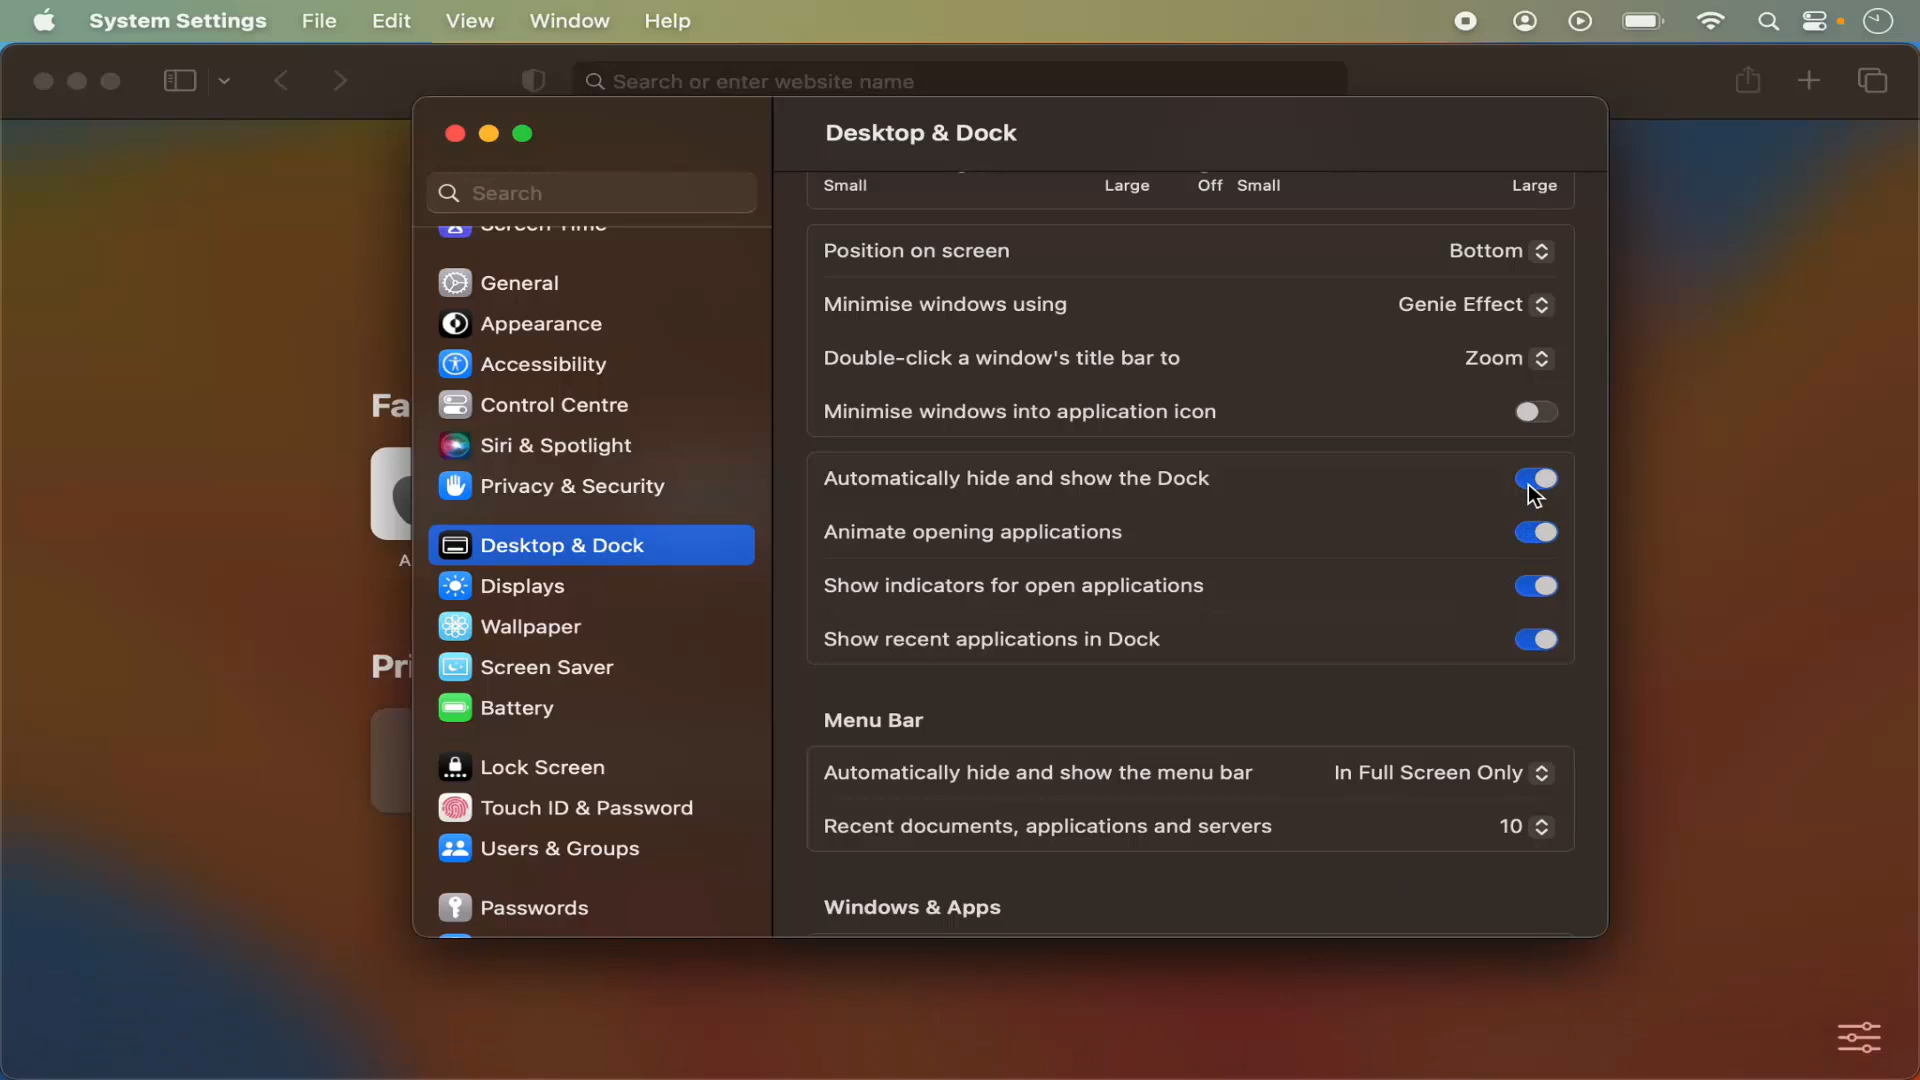 System Settings File Edit View Window Help
Search or enter website name
Desktop & Dock
Search
Small Large Off Small Large
Screen Time
Position on screen Bottom
General
Minimise windows using Genie Effect
Appearance
Double-click a window's title bar to Zoom
Accessibility
Control Centre
Minimise windows into application icon
Fa
Siri & Spotlight
Automatically hide and show the Dock
Privacy & Security
Animate opening applications
Desktop & Dock
A
Show indicators for open applications
Displays
Wallpaper
Show recent applications in Dock
Screen Saver
Pri
Battery
Menu Bar
Lock Screen
Automatically hide and show the menu bar In Full Screen Only
Touch ID & Password
Recent documents, applications and servers 10
Users & Groups
Passwords
Windows & Apps